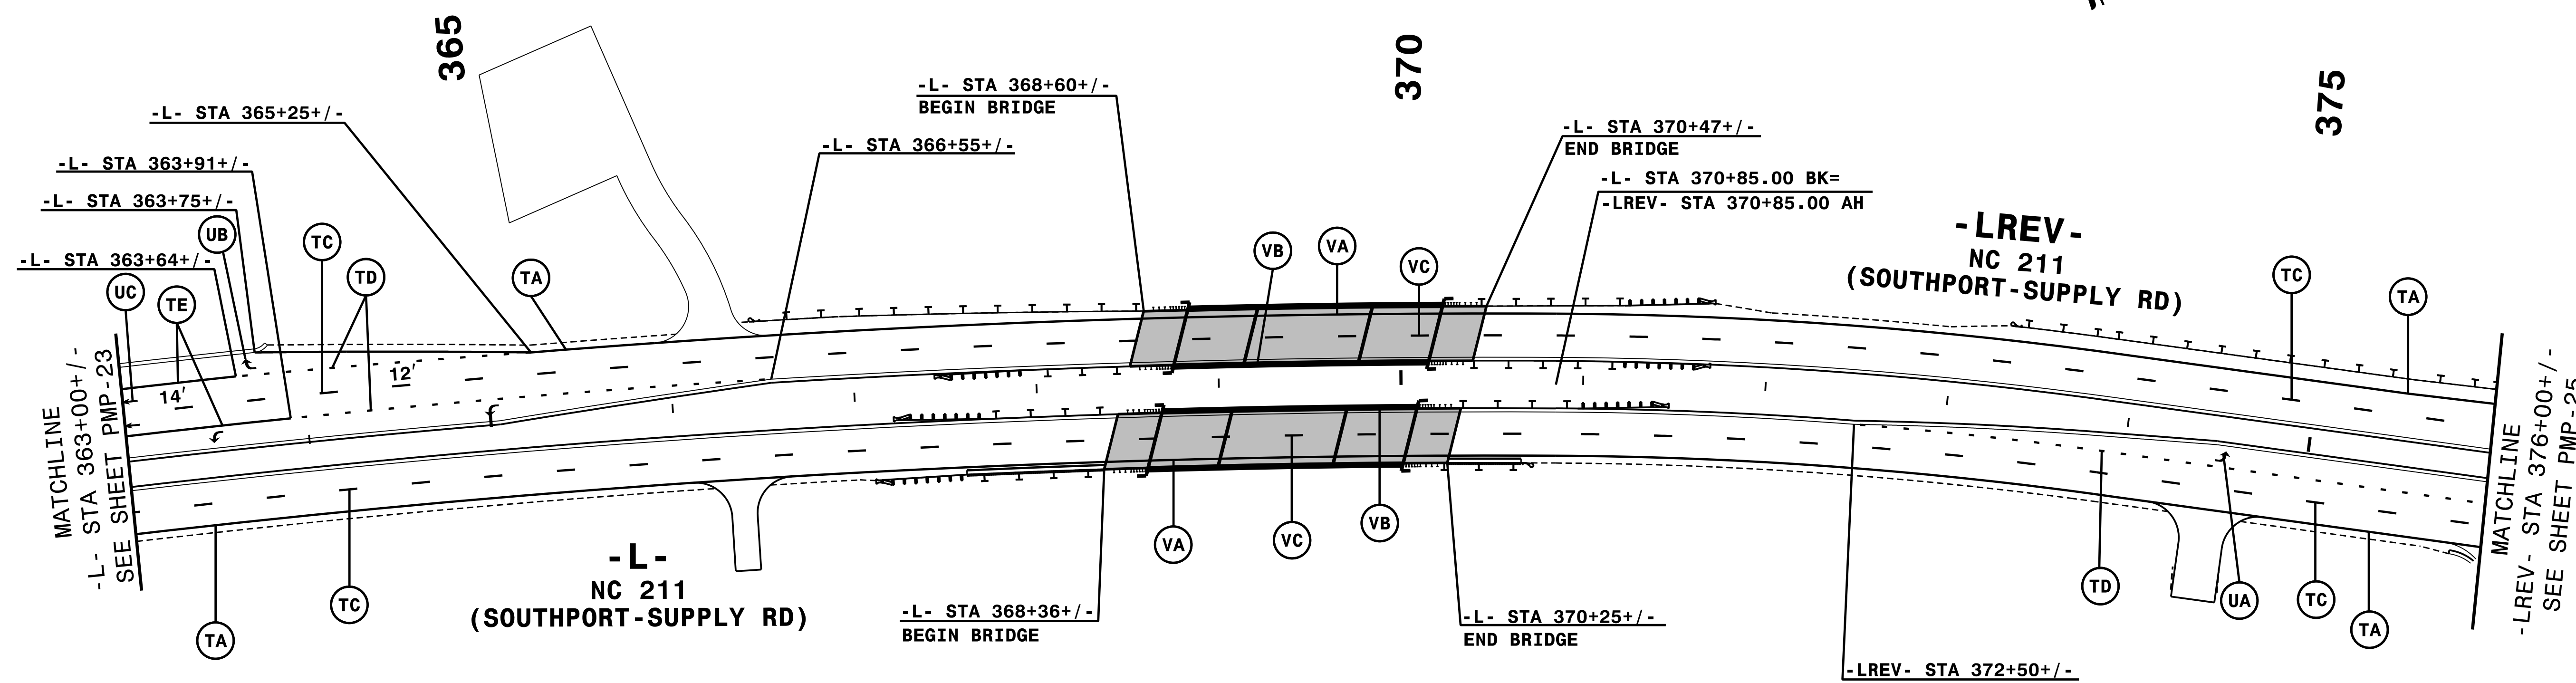 365
370
375
-L- STA 365+25+/-
-L- STA 363+91+/-
-L- STA 363+75+/-
-L- STA 363+64+/-
UB
UC
TE
TC
TD
TA
14'
12'
-L- STA 368+60+/-
BEGIN BRIDGE
-L- STA 366+55+/-
VB
VA
VC
-L- STA 370+47+/-
END BRIDGE
-L- STA 370+85.00 BK=
-LREV- STA 370+85.00 AH
-LREV-
NC 211
(SOUTHPORT-SUPPLY RD)
TC
TA
MATCHLINE
-L- STA 363+00+/-
SEE SHEET PMP-23
TA
TC
-L-
NC 211
(SOUTHPORT-SUPPLY RD)
-L- STA 368+36+/-
BEGIN BRIDGE
VA
VC
VB
-L- STA 370+25+/-
END BRIDGE
-LREV- STA 372+50+/-
TD
UA
TC
TA
MATCHLINE
-LREV- STA 376+00+/-
SEE SHEET PMP-25